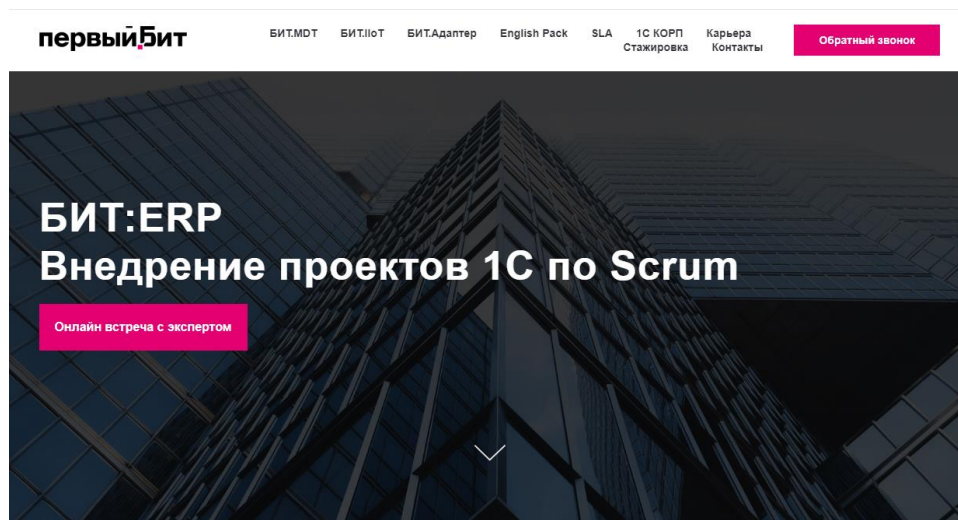 первый Бит
БИТ.MDT БИТ.IIoT БИТ.Адаптер English Pack SLA 1С КОРП Карьера
Стажировка Контакты
Обратный звонок
БИТ:ERP
Внедрение проектов 1С по Scrum
Онлайн встреча с экспертом